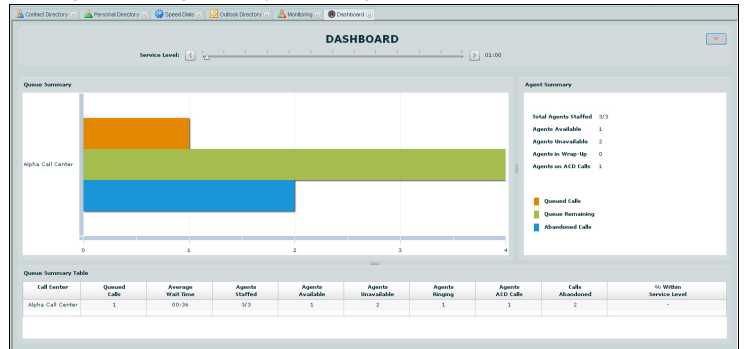 Contact Directory Personal Directory Speed Dials Outlook Directory Monitoring Dashboard
DASHBOARD
Service Level: 01:00
Queue Summary
Alpha Call Center
0 1 2 3 4
Agent Summary
Total Agents Staffed 3/3
Agents Available 1
Agents Unavailable 2
Agents in Wrap-Up 0
Agents on ACD Calls 1
Queued Calls
Queue Remaining
Abandoned Calls
Queue Summary Table
Call Center Queued Calls Average Wait Time Agents Staffed Agents Available Agents Unavailable Agents Ringing Agents ACD Calls Calls Abandoned % Within Service Level
Alpha Call Center 1 00:36 3/3 1 2 1 1 2 -